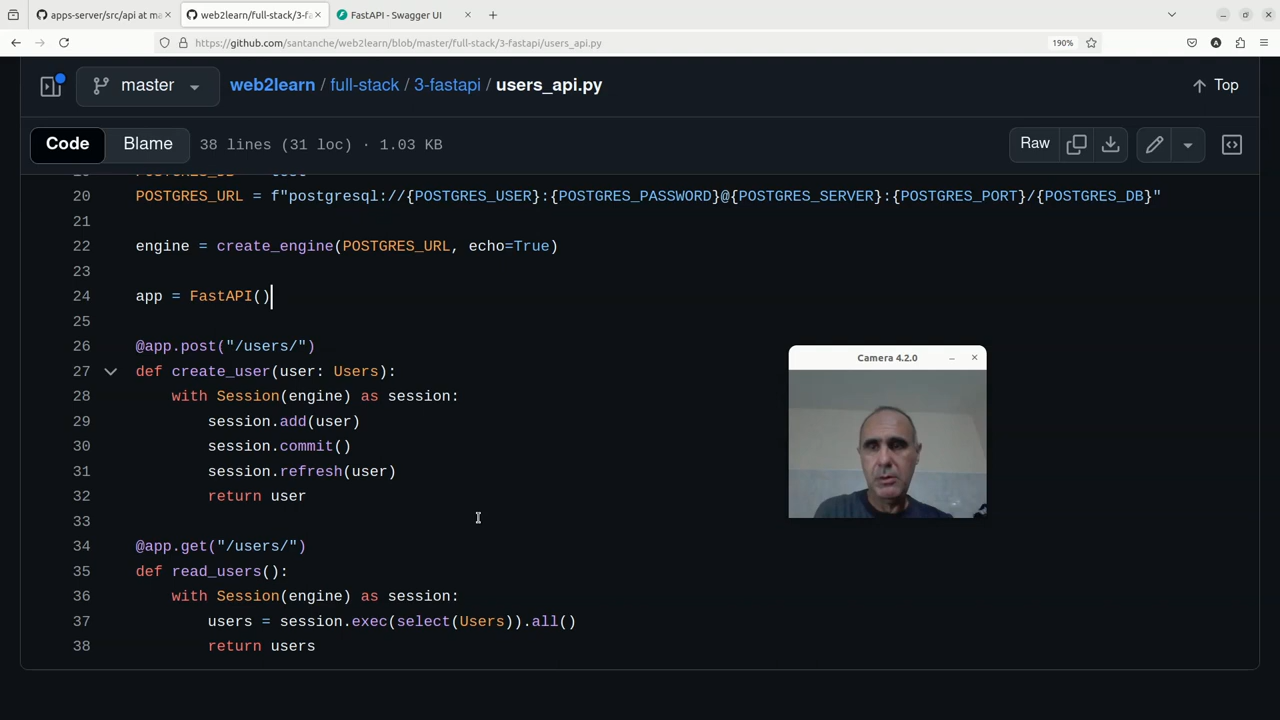 apps-server/src/api at ma
web2learn/full-stack/3-fa
FastAPI - Swagger UI
https://github.com/santanche/web2learn/blob/master/full-stack/3-fastapi/users_api.py
190%
master
web2learn / full-stack / 3-fastapi / users_api.py
Top
Code
Blame
38 lines (31 loc) · 1.03 KB
Raw
20 POSTGRES_URL = f"postgresql://{POSTGRES_USER}:{POSTGRES_PASSWORD}@{POSTGRES_SERVER}:{POSTGRES_PORT}/{POSTGRES_DB}"
21
22 engine = create_engine(POSTGRES_URL, echo=True)
23
24 app = FastAPI()
25
26 @app.post("/users/")
27 def create_user(user: Users):
28 with Session(engine) as session:
29 session.add(user)
30 session.commit()
31 session.refresh(user)
32 return user
33
34 @app.get("/users/")
35 def read_users():
36 with Session(engine) as session:
37 users = session.exec(select(Users)).all()
38 return users
Camera 4.2.0